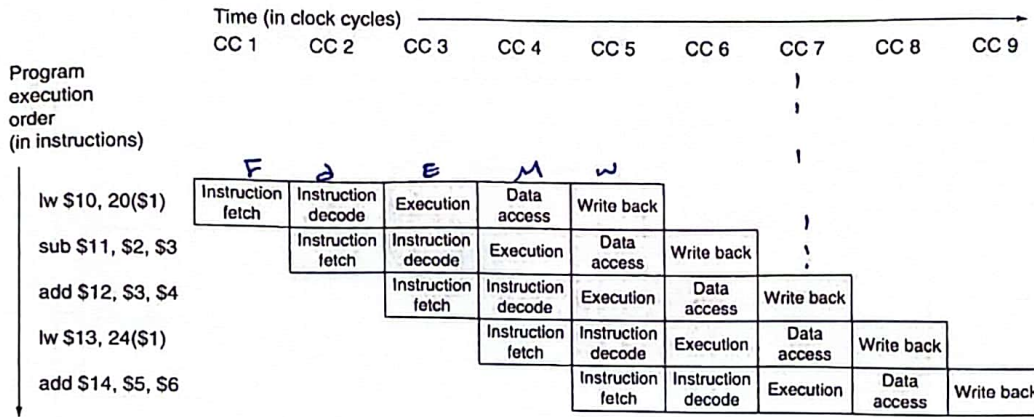 Time (in clock cycles)
CC 1 CC 2 CC 3 CC 4 CC 5 CC 6 CC 7 CC 8 CC 9
Program
execution
order
(in instructions)
F d E M w
lw $10, 20($1) Instruction fetch Instruction decode Execution Data access Write back
sub $11, $2, $3 Instruction fetch Instruction decode Execution Data access Write back
add $12, $3, $4 Instruction fetch Instruction decode Execution Data access Write back
lw $13, 24($1) Instruction fetch Instruction decode Execution Data access Write back
add $14, $5, $6 Instruction fetch Instruction decode Execution Data access Write back